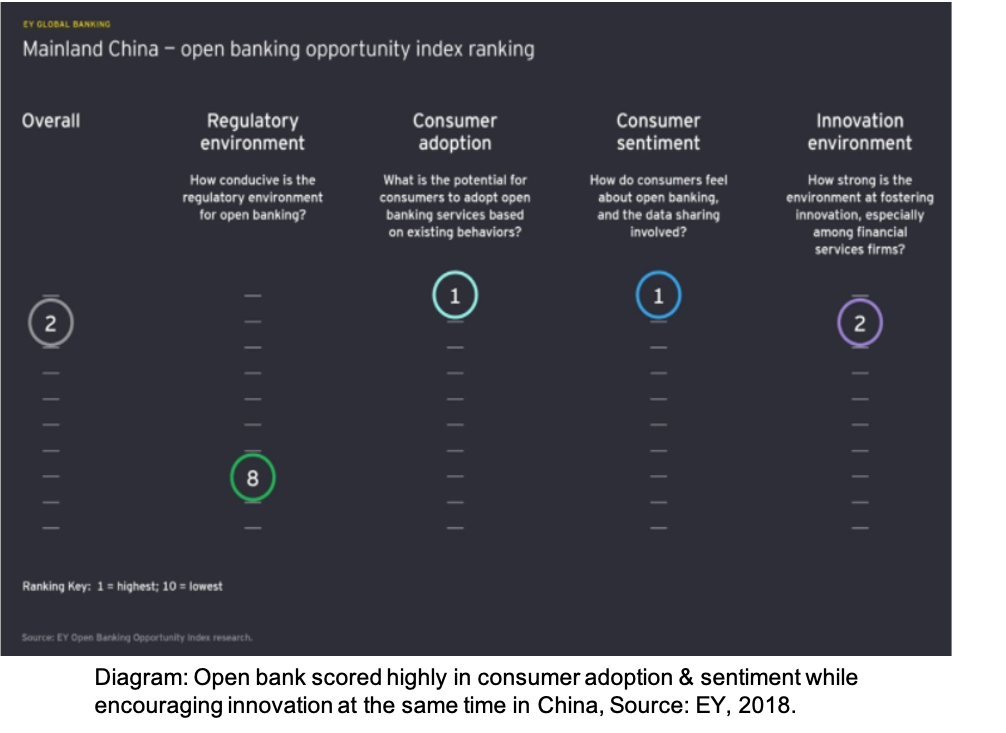 EY GLOBAL BANKING
Mainland China – open banking opportunity index ranking
Overall
Regulatory
environment
How conducive is the
regulatory environment
for open banking?
Consumer
adoption
What is the potential for
consumers to adopt open
banking services based
on existing behaviors?
Consumer
sentiment
How do consumers feel
about open banking,
and the data sharing
involved?
Innovation
environment
How strong is the
environment at fostering
innovation, especially
among financial
services firms?
2
8
1
1
2
Ranking Key: 1 = highest; 10 = lowest
Source: EY Open Banking Opportunity Index research.
Diagram: Open bank scored highly in consumer adoption & sentiment while
encouraging innovation at the same time in China, Source: EY, 2018.